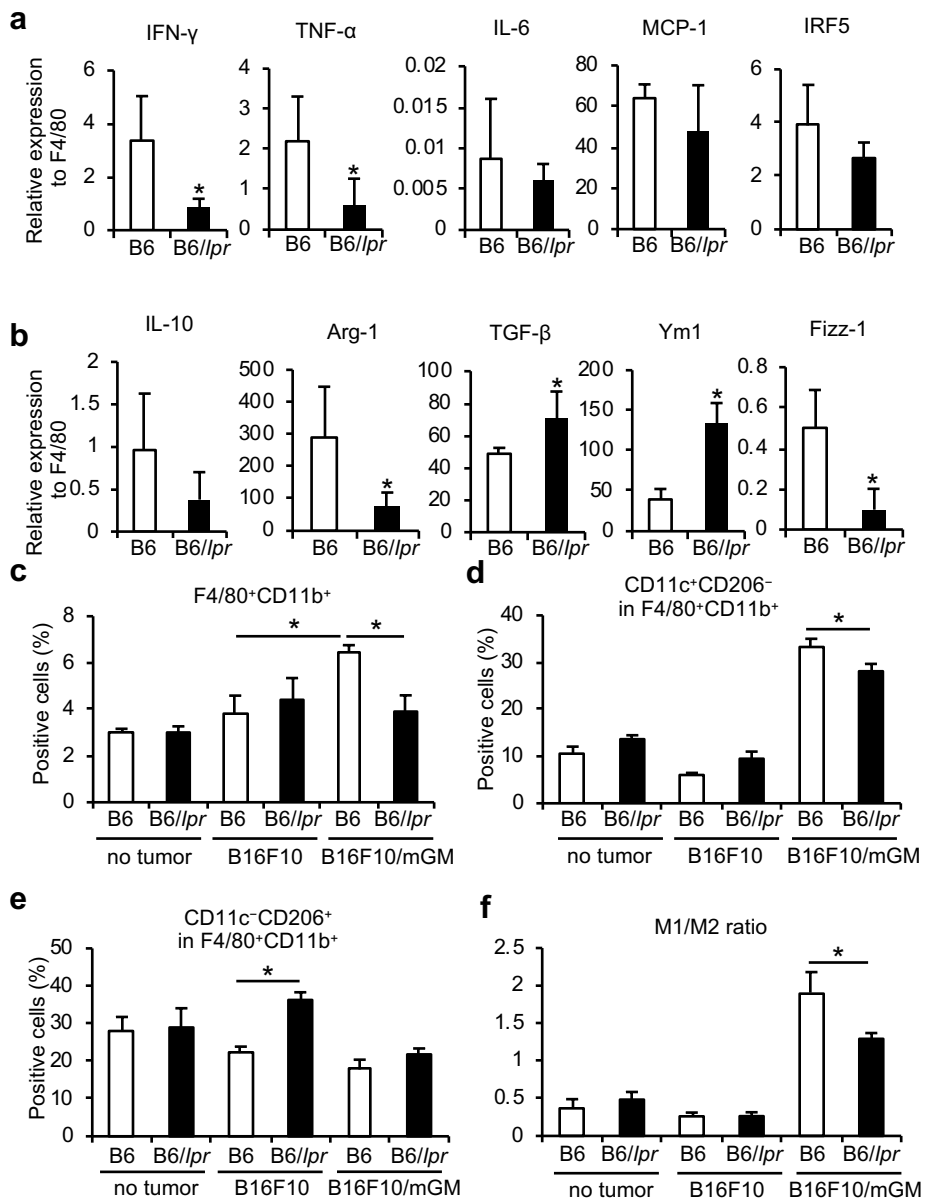 a
IFN-γ TNF-α IL-6 MCP-1 IRF5
Relative expression
to F4/80
6 4 2 0
4 3 2 1 0
0.02 0.015 0.01 0.005 0
80 60 40 20 0
6 4 2 0
* *
B6 B6/lpr B6 B6/lpr B6 B6/lpr B6 B6/lpr B6 B6/lpr
b
IL-10 Arg-1 TGF-β Ym1 Fizz-1
Relative expression
to F4/80
2 1.5 1 0.5 0
500 400 300 200 100 0
100 80 60 40 20 0
200 150 100 50 0
0.8 0.6 0.4 0.2 0
* * * *
B6 B6/lpr B6 B6/lpr B6 B6/lpr B6 B6/lpr B6 B6/lpr
c
F4/80⁺CD11b⁺
Positive cells (%)
8 6 4 2 0
* *
B6 B6/lpr B6 B6/lpr B6 B6/lpr
no tumor B16F10 B16F10/mGM
d
CD11c⁺CD206⁻
in F4/80⁺CD11b⁺
Positive cells (%)
40 30 20 10 0
*
B6 B6/lpr B6 B6/lpr B6 B6/lpr
no tumor B16F10 B16F10/mGM
e
CD11c⁻CD206⁺
in F4/80⁺CD11b⁺
Positive cells (%)
50 40 30 20 10 0
*
B6 B6/lpr B6 B6/lpr B6 B6/lpr
no tumor B16F10 B16F10/mGM
f
M1/M2 ratio
2.5 2 1.5 1 0.5 0
*
B6 B6/lpr B6 B6/lpr B6 B6/lpr
no tumor B16F10 B16F10/mGM